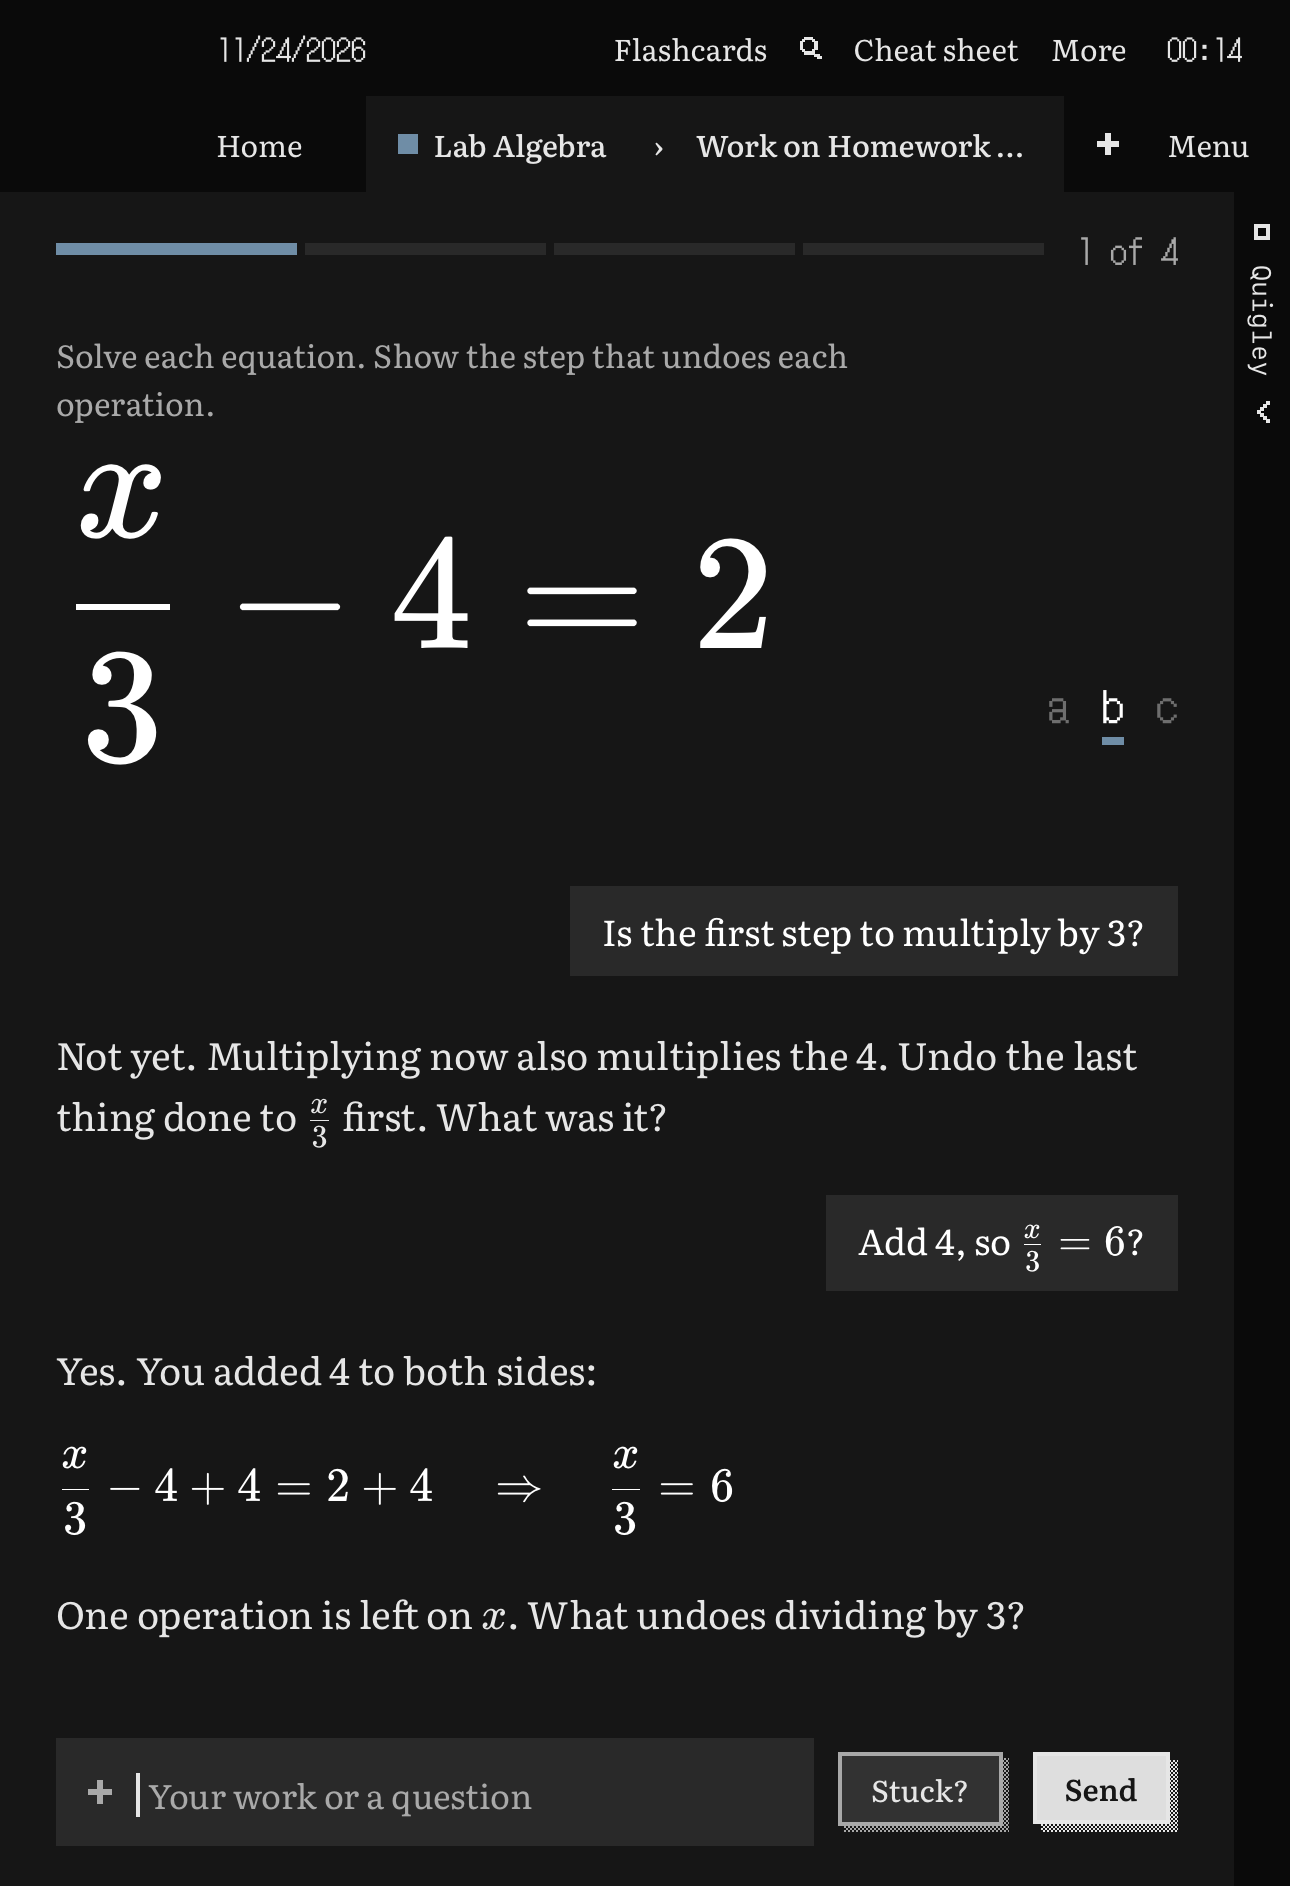 11/24/2026 Flashcards Cheat sheet More 00:14
Home Lab Algebra › Work on Homework ... Menu
1 of 4
Quigley
Solve each equation. Show the step that undoes each
operation.
x/3 − 4 = 2
a b c
Is the first step to multiply by 3?
Not yet. Multiplying now also multiplies the 4. Undo the last
thing done to x/3 first. What was it?
Add 4, so x/3 = 6?
Yes. You added 4 to both sides:
x/3 − 4 + 4 = 2 + 4 ⇒ x/3 = 6
One operation is left on x. What undoes dividing by 3?
Your work or a question Stuck? Send